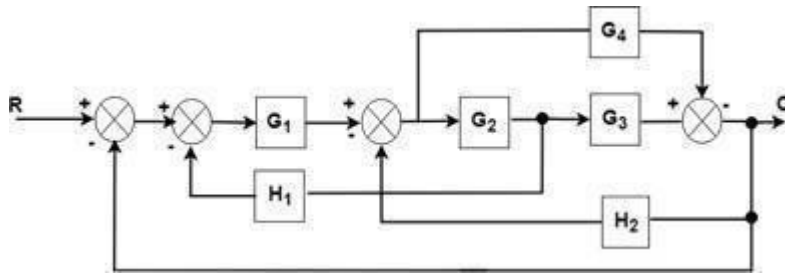 G₄
R + + + + - C
- - G₁ - G₂ G₃
H₁
H₂